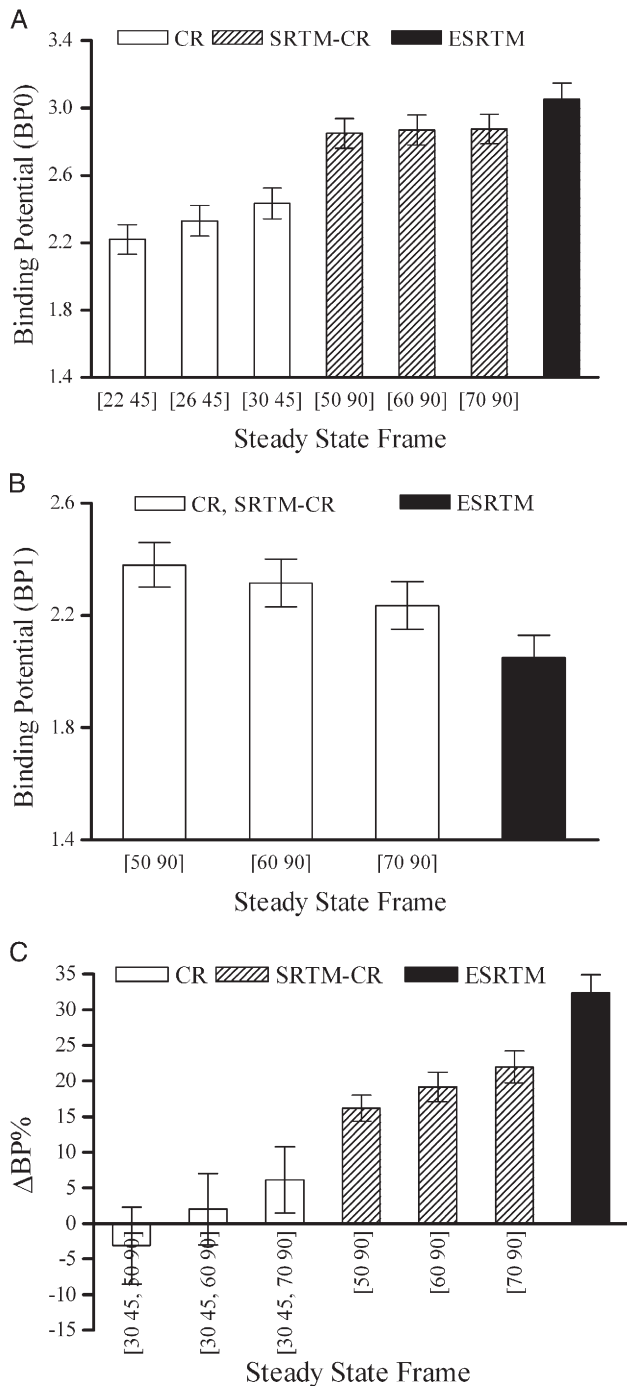 A
CR SRTM-CR ESRTM
Binding Potential (BP0)
3.4
3.0
2.6
2.2
1.8
1.4
[22 45] [26 45] [30 45] [50 90] [60 90] [70 90]
Steady State Frame
B
CR, SRTM-CR ESRTM
Binding Potential (BP1)
2.6
2.2
1.8
1.4
[50 90] [60 90] [70 90]
Steady State Frame
C
CR SRTM-CR ESRTM
ΔBP%
35
30
25
20
15
10
5
0
-5
-10
-15
[30 45, 50 90]
[30 45, 60 90]
[30 45, 70 90]
[50 90]
[60 90]
[70 90]
Steady State Frame